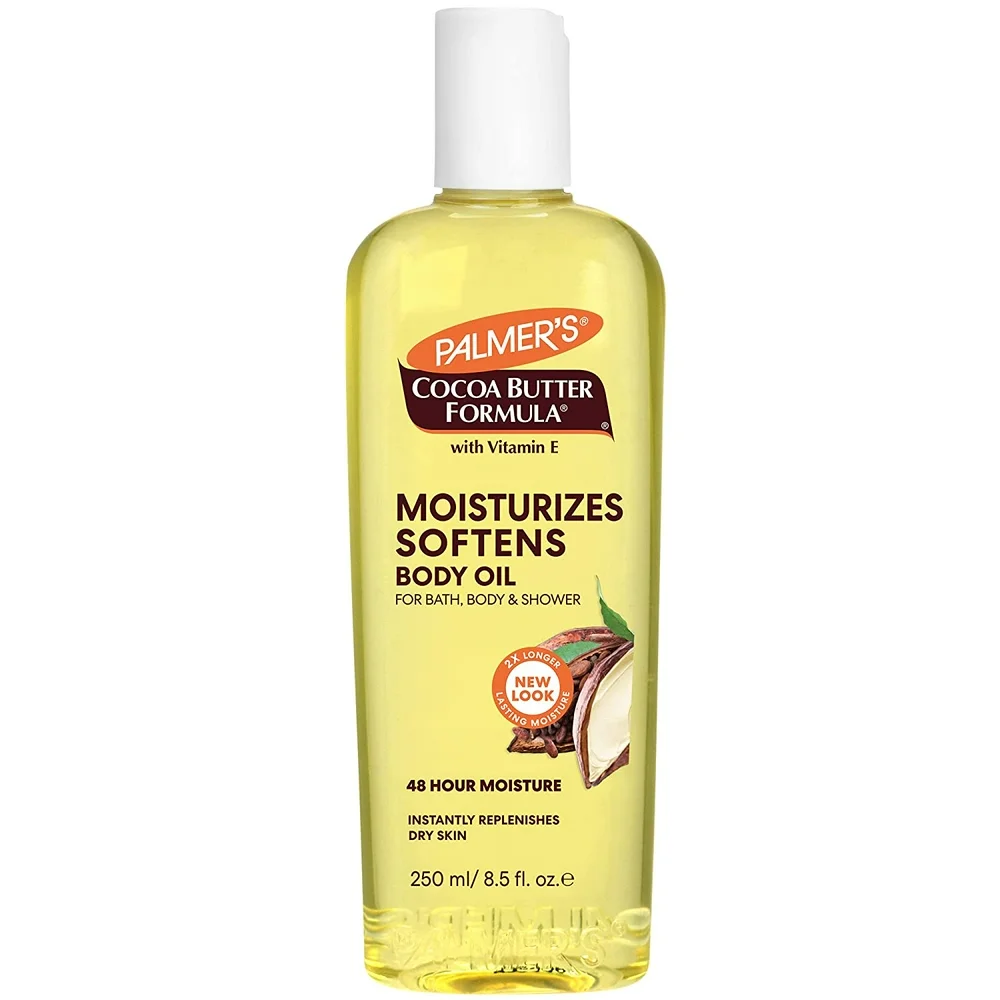 PALMER'S®
COCOA BUTTER
FORMULA®
®
with Vitamin E
MOISTURIZES
SOFTENS
BODY OIL
FOR BATH, BODY & SHOWER
2X LONGER
NEW
LOOK
LASTING MOISTURE
48 HOUR MOISTURE
INSTANTLY REPLENISHES
DRY SKIN
250 ml/ 8.5 fl. oz.℮
PALMER'S